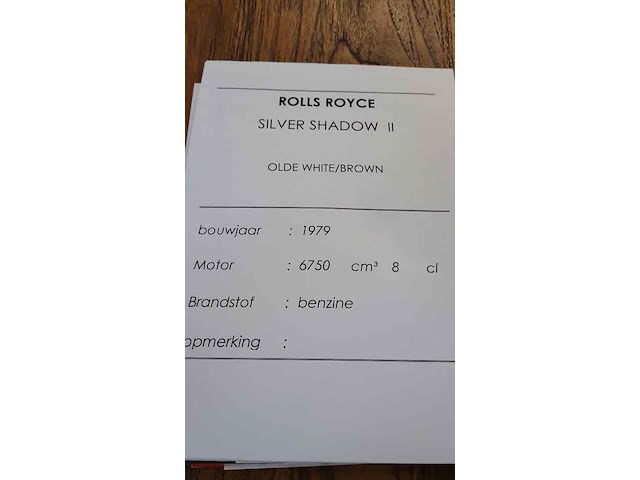 ROLLS ROYCE
SILVER SHADOW II
OLDE WHITE/BROWN
bouwjaar : 1979
Motor : 6750 cm³ 8 cl
Brandstof : benzine
opmerking :